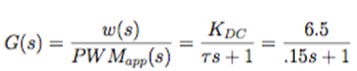 G(s) = w(s) / PWM_app(s) = K_DC / τs + 1 = 6.5 / .15s + 1